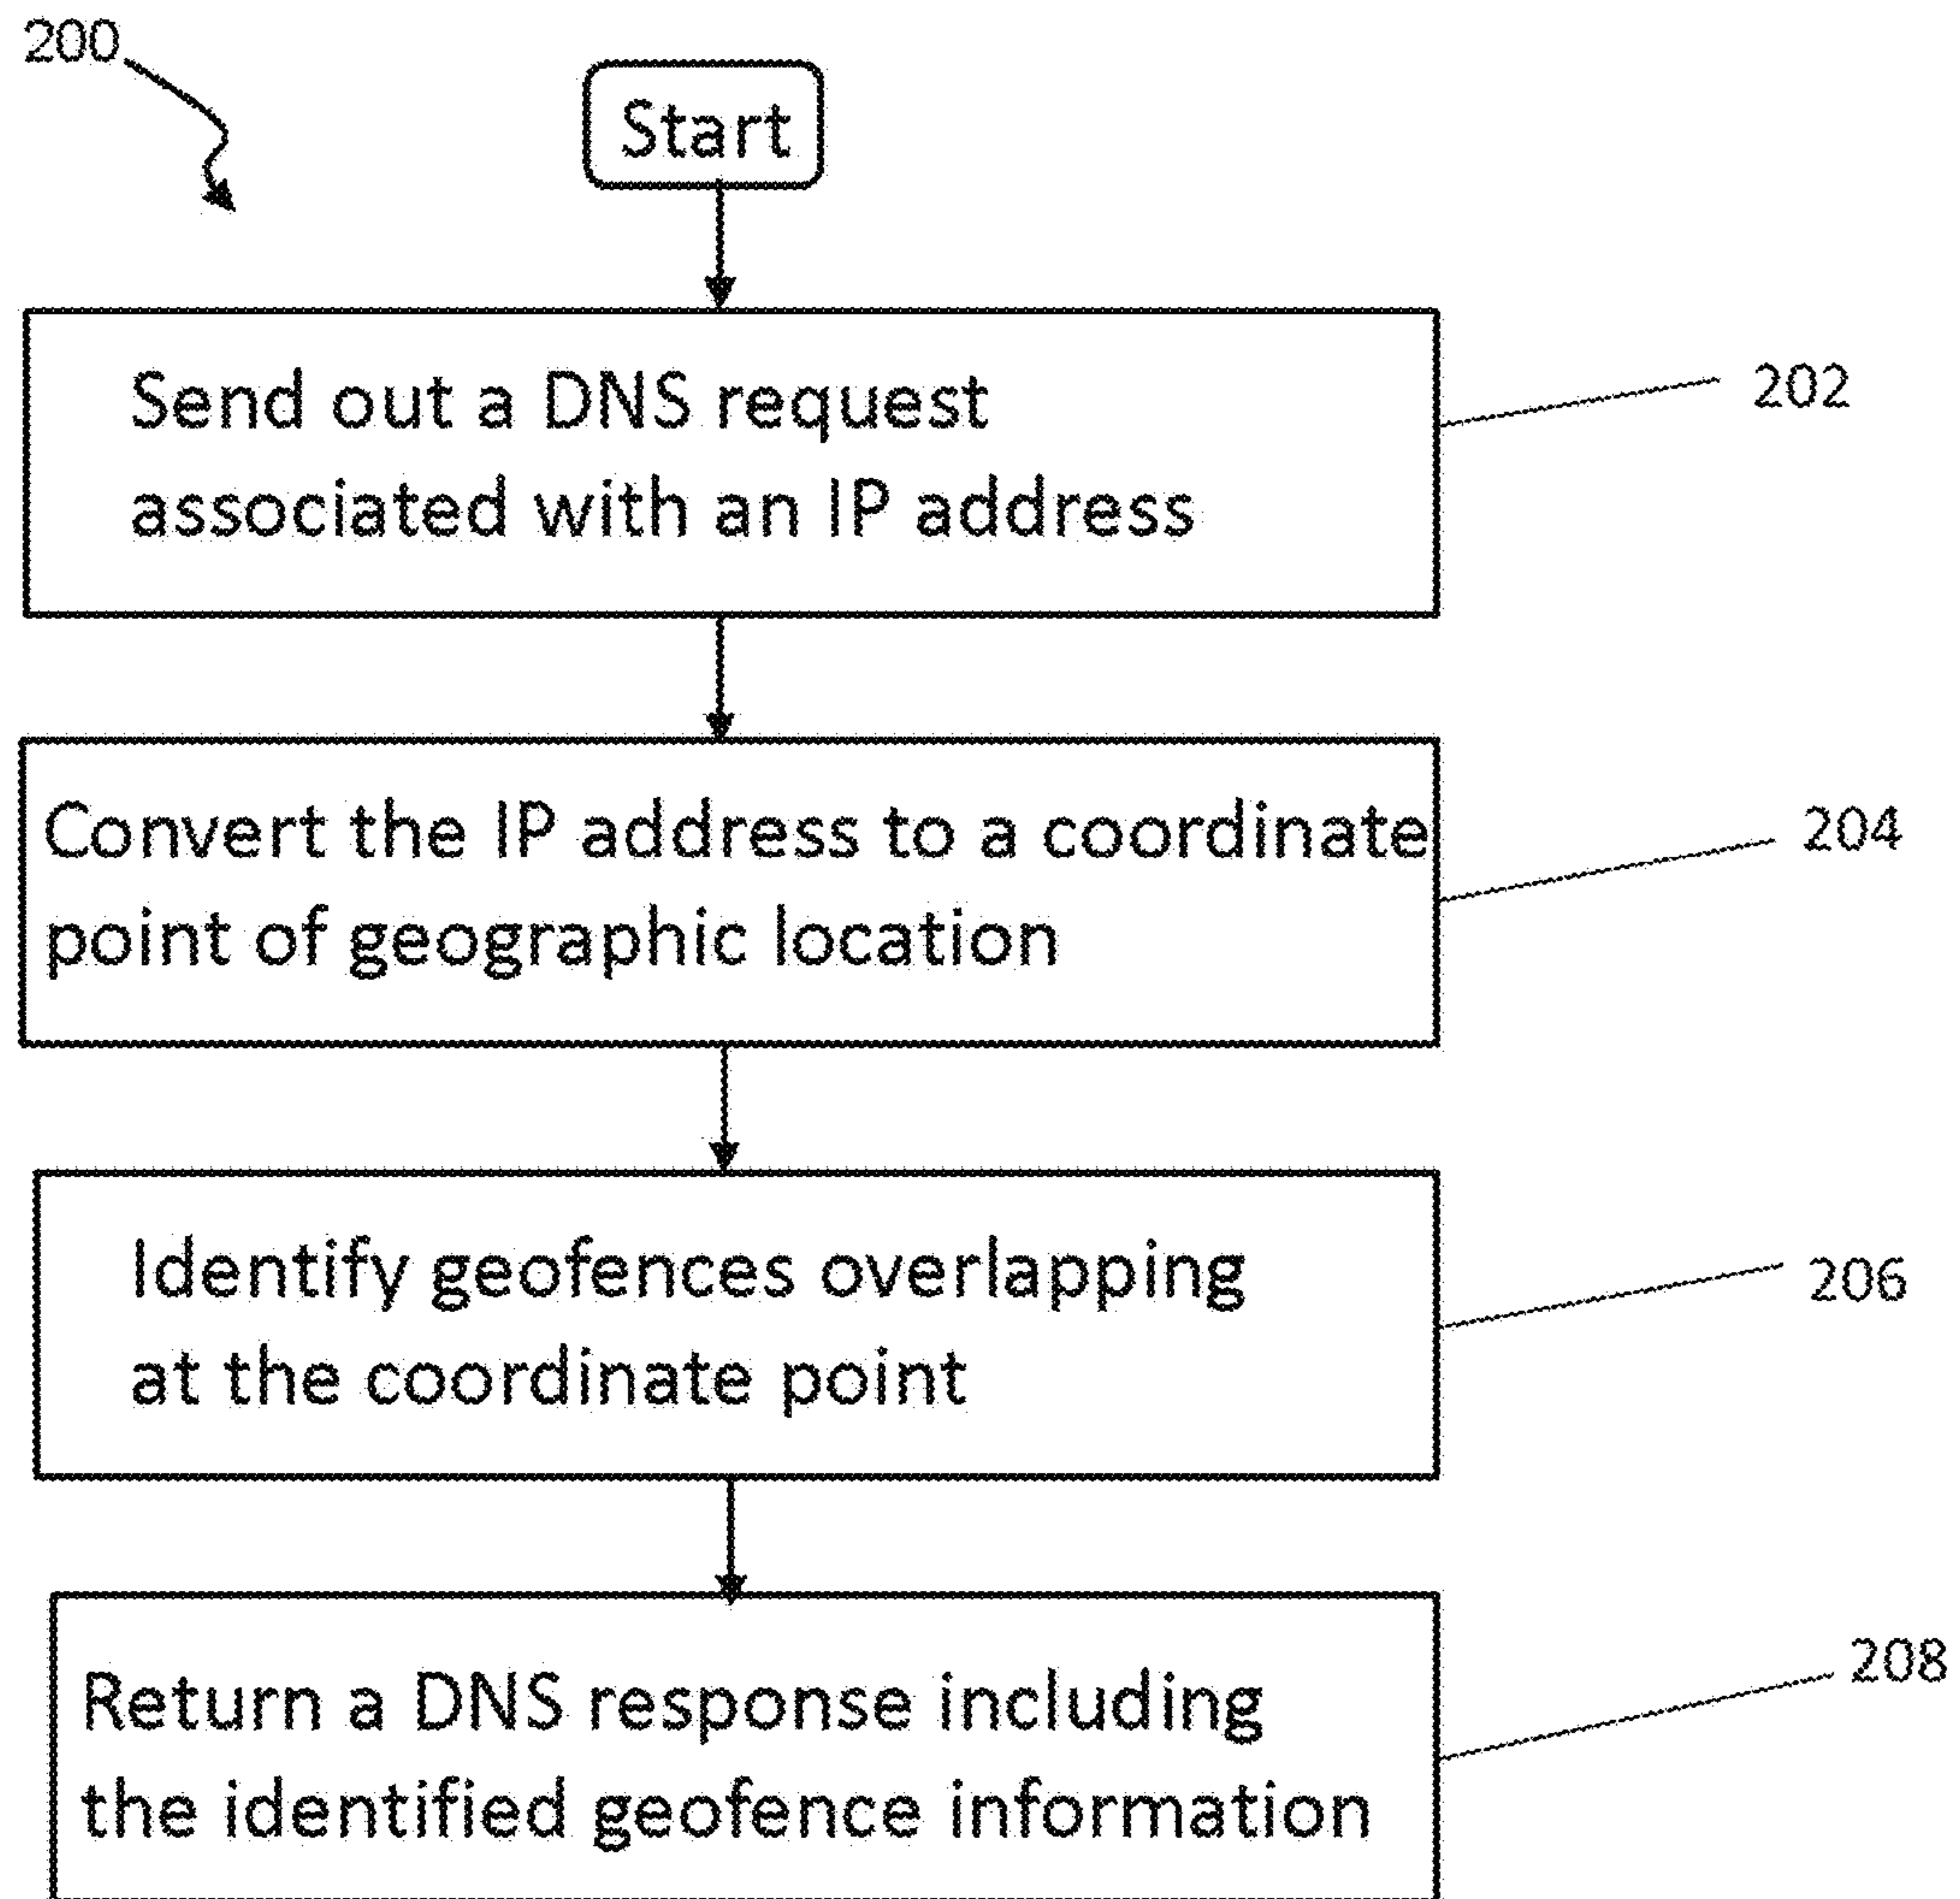 200
Start
Send out a DNS request
associated with an IP address
202
Convert the IP address to a coordinate
point of geographic location
204
Identify geofences overlapping
at the coordinate point
206
Return a DNS response including
the identified geofence information
208